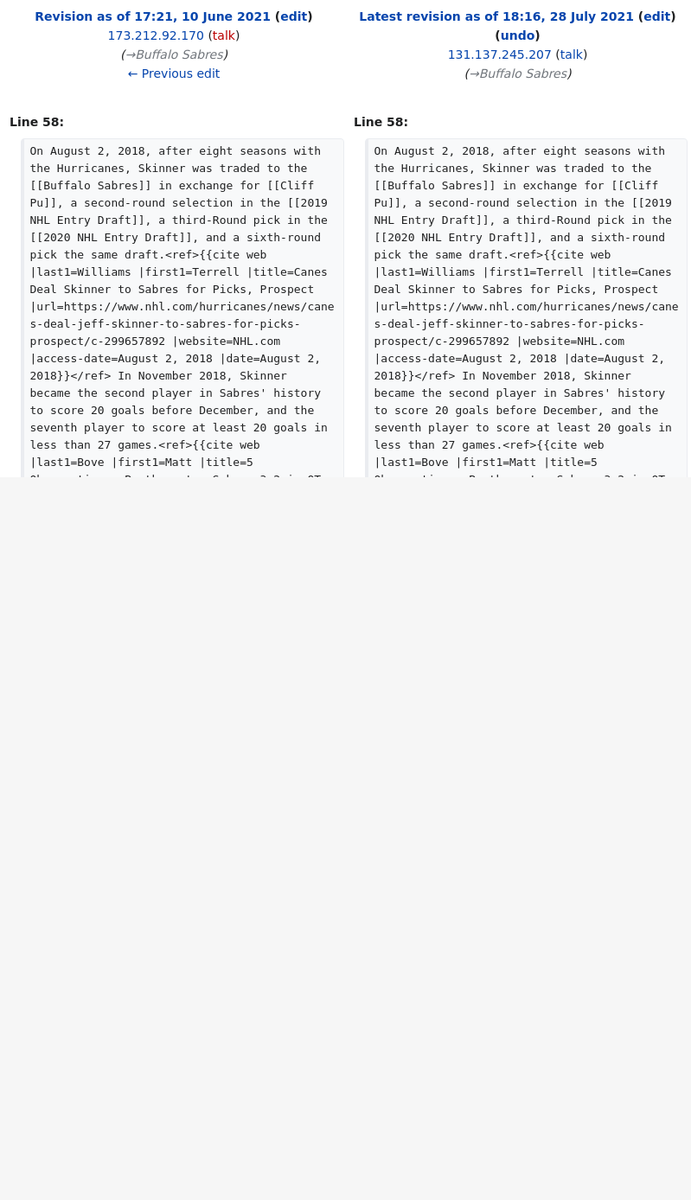 Revision as of 17:21, 10 June 2021 (edit)
173.212.92.170 (talk)
(→Buffalo Sabres)
← Previous edit
Line 58:
On August 2, 2018, after eight seasons with
the Hurricanes, Skinner was traded to the
[[Buffalo Sabres]] in exchange for [[Cliff
Pu]], a second-round selection in the [[2019
NHL Entry Draft]], a third-Round pick in the
[[2020 NHL Entry Draft]], and a sixth-round
pick the same draft.<ref>{{cite web
|last1=Williams |first1=Terrell |title=Canes
Deal Skinner to Sabres for Picks, Prospect
|url=https://www.nhl.com/hurricanes/news/cane
s-deal-jeff-skinner-to-sabres-for-picks-
prospect/c-299657892 |website=NHL.com
|access-date=August 2, 2018 |date=August 2,
2018}}</ref> In November 2018, Skinner
became the second player in Sabres' history
to score 20 goals before December, and the
seventh player to score at least 20 goals in
less than 27 games.<ref>{{cite web
|last1=Bove |first1=Matt |title=5
Latest revision as of 18:16, 28 July 2021 (edit)
(undo)
131.137.245.207 (talk)
(→Buffalo Sabres)
Line 58:
On August 2, 2018, after eight seasons with
the Hurricanes, Skinner was traded to the
[[Buffalo Sabres]] in exchange for [[Cliff
Pu]], a second-round selection in the [[2019
NHL Entry Draft]], a third-Round pick in the
[[2020 NHL Entry Draft]], and a sixth-round
pick the same draft.<ref>{{cite web
|last1=Williams |first1=Terrell |title=Canes
Deal Skinner to Sabres for Picks, Prospect
|url=https://www.nhl.com/hurricanes/news/cane
s-deal-jeff-skinner-to-sabres-for-picks-
prospect/c-299657892 |website=NHL.com
|access-date=August 2, 2018 |date=August 2,
2018}}</ref> In November 2018, Skinner
became the second player in Sabres' history
to score 20 goals before December, and the
seventh player to score at least 20 goals in
less than 27 games.<ref>{{cite web
|last1=Bove |first1=Matt |title=5